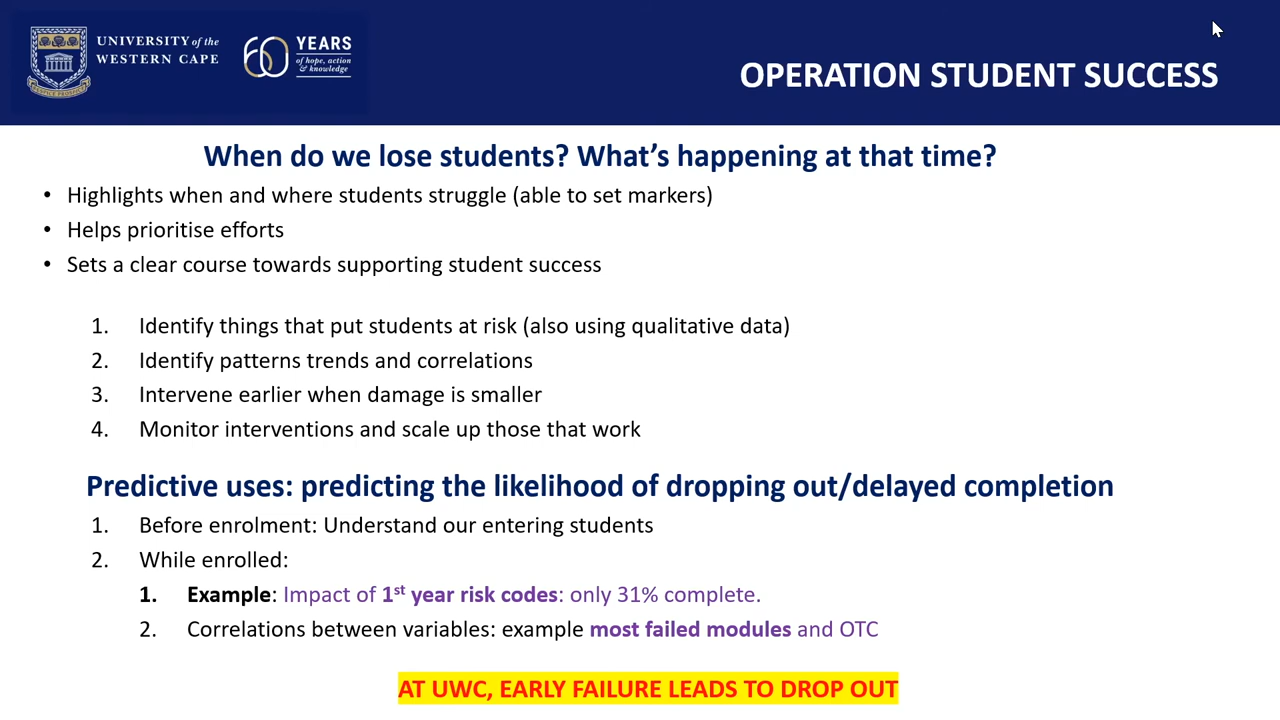 UNIVERSITY of the
WESTERN CAPE
60 YEARS
of hope, action
& knowledge
OPERATION STUDENT SUCCESS
When do we lose students? What's happening at that time?
• Highlights when and where students struggle (able to set markers)
• Helps prioritise efforts
• Sets a clear course towards supporting student success
1. Identify things that put students at risk (also using qualitative data)
2. Identify patterns trends and correlations
3. Intervene earlier when damage is smaller
4. Monitor interventions and scale up those that work
Predictive uses: predicting the likelihood of dropping out/delayed completion
1. Before enrolment: Understand our entering students
2. While enrolled:
1. Example: Impact of 1st year risk codes: only 31% complete.
2. Correlations between variables: example most failed modules and OTC
AT UWC, EARLY FAILURE LEADS TO DROP OUT